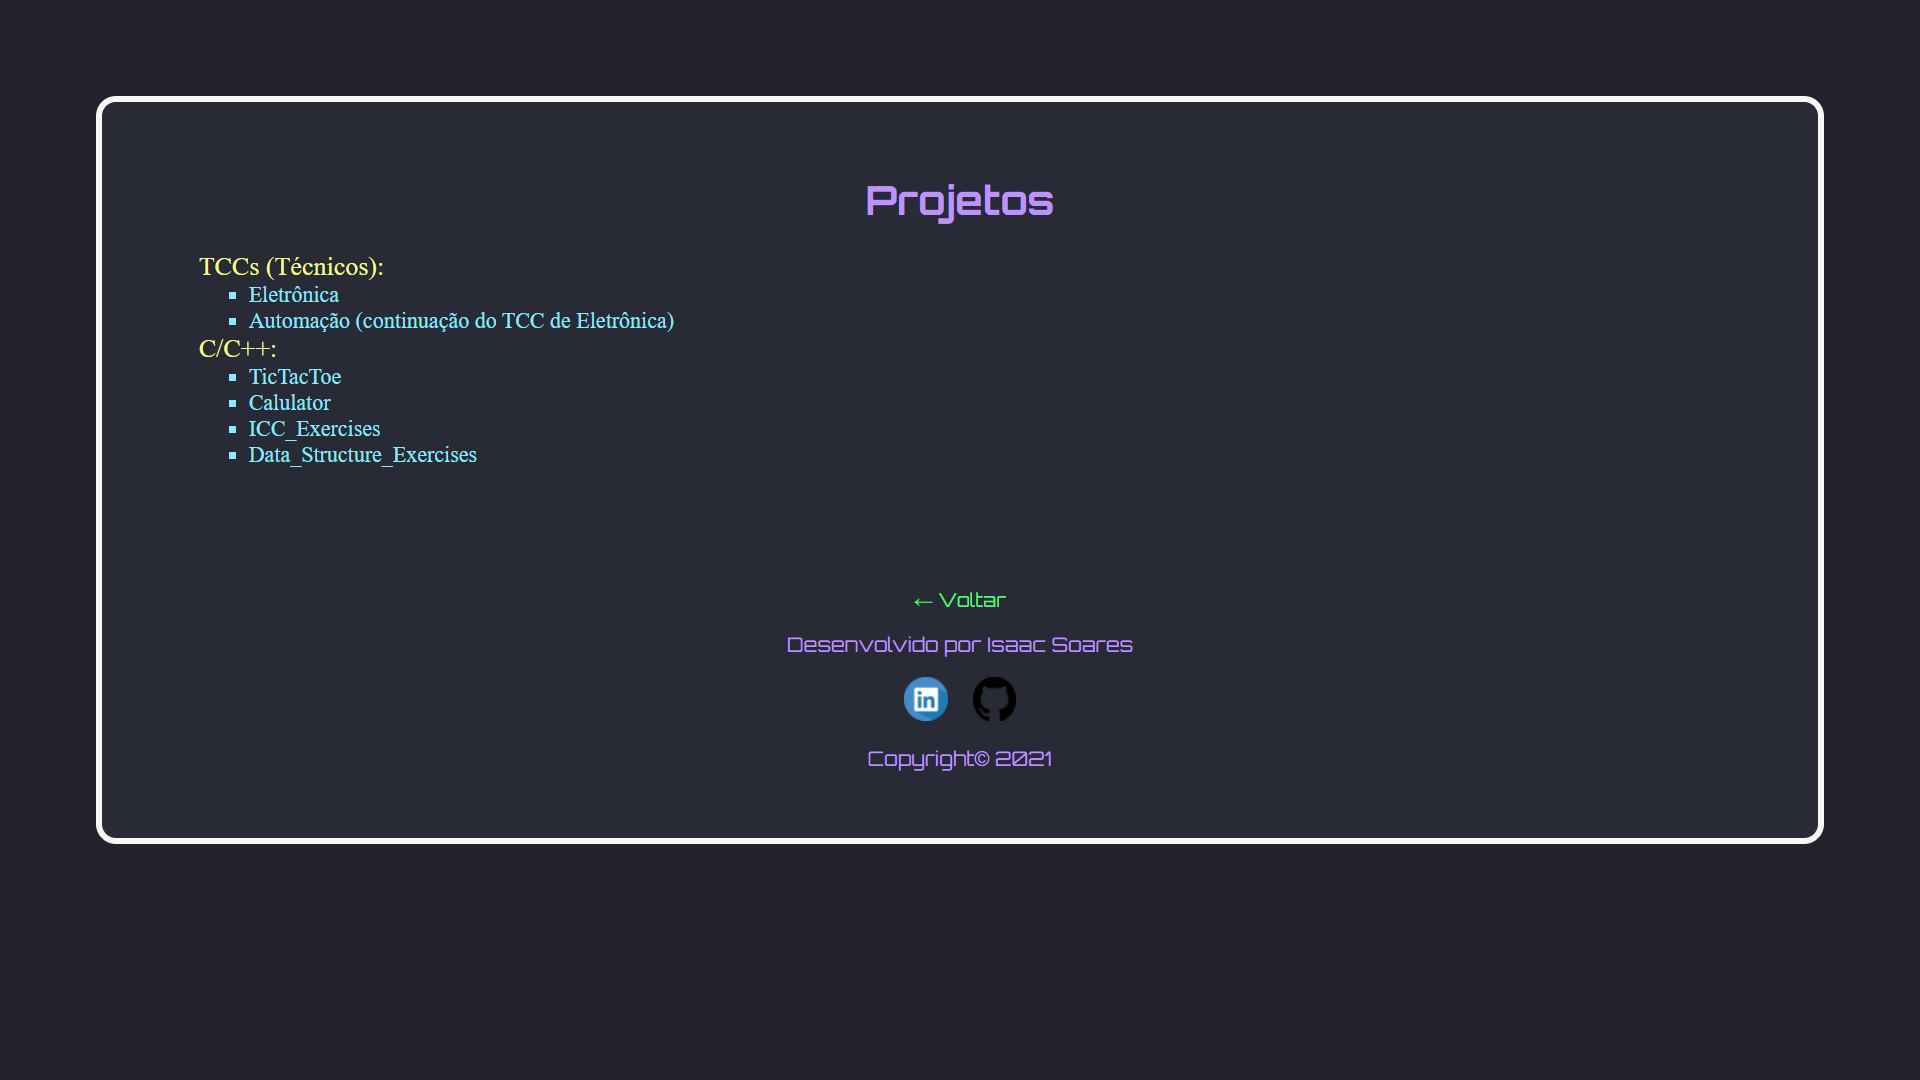 Projetos
TCCs (Técnicos):
Eletrônica
Automação (continuação do TCC de Eletrônica)
C/C++:
TicTacToe
Calulator
ICC_Exercises
Data_Structure_Exercises
← Voltar
Desenvolvido por Isaac Soares
in
Copyright© 2021